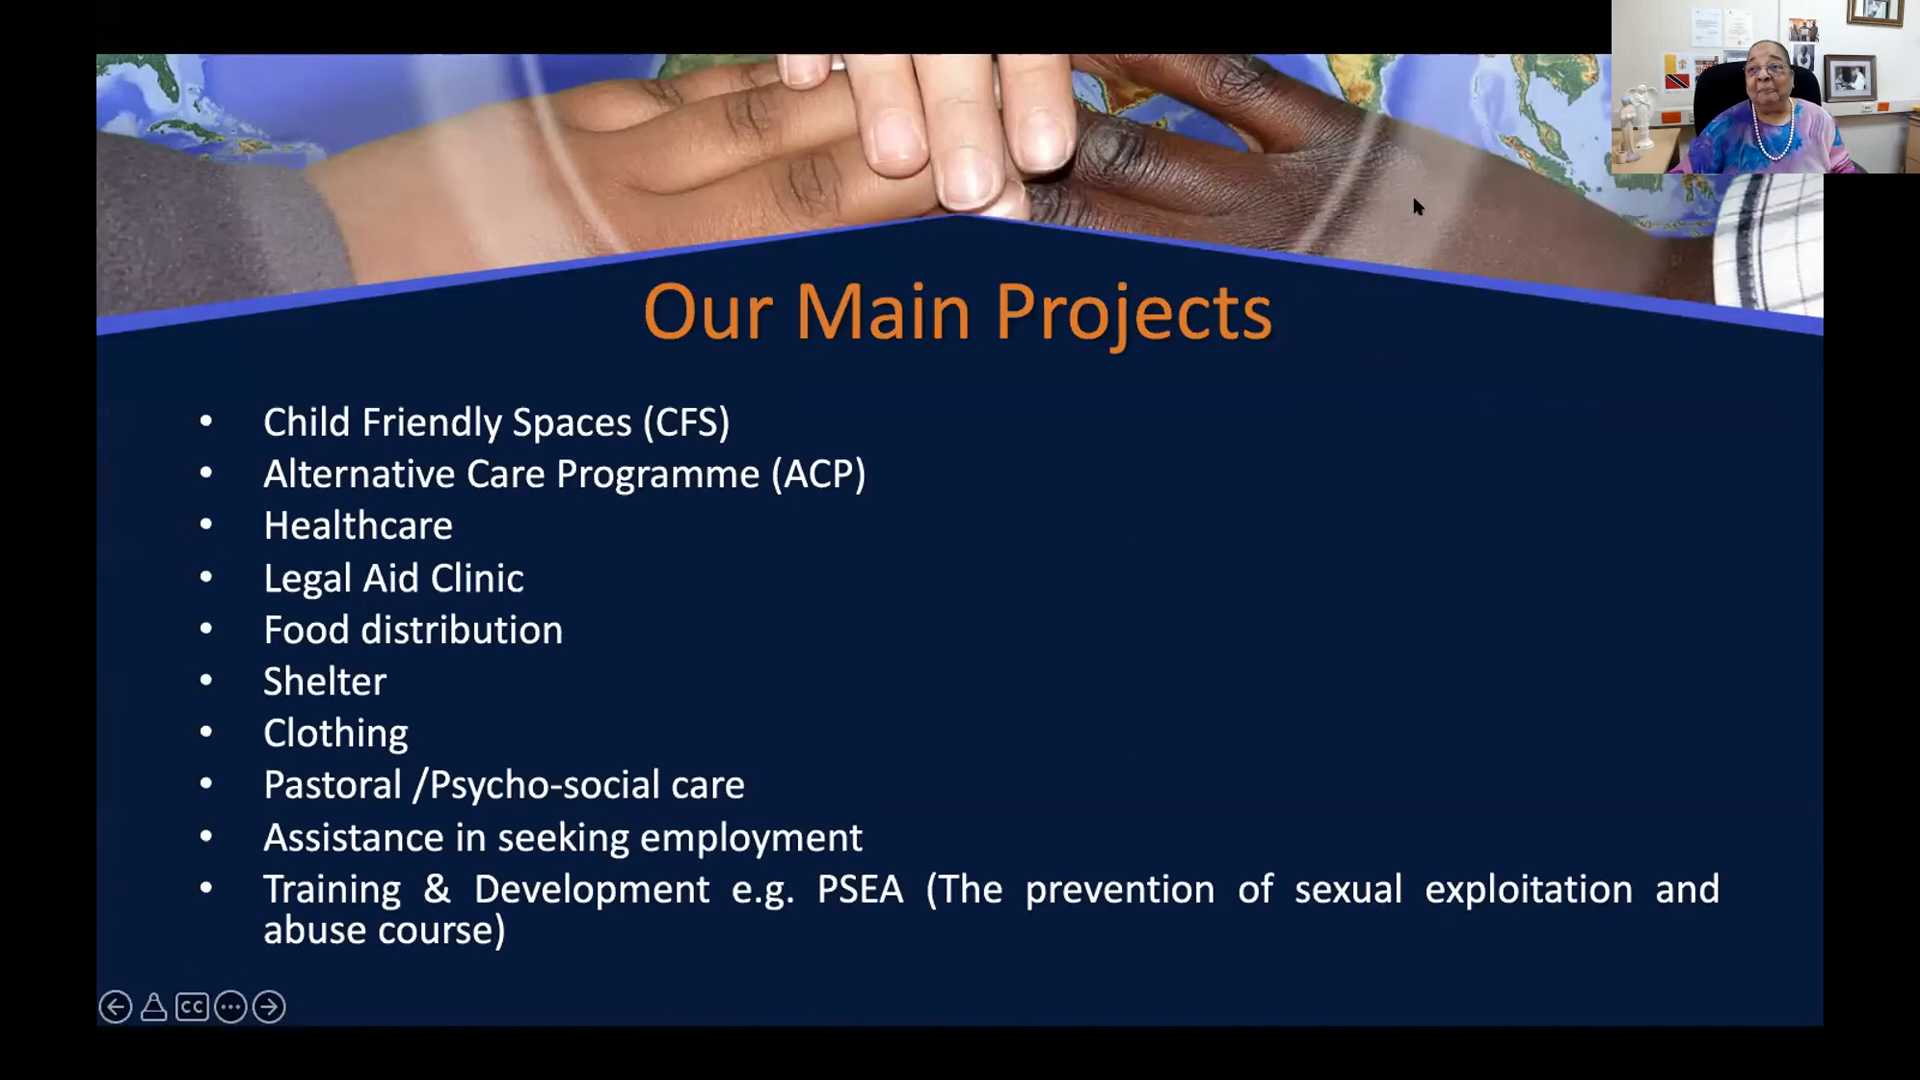 Our Main Projects
• Child Friendly Spaces (CFS)
• Alternative Care Programme (ACP)
• Healthcare
• Legal Aid Clinic
• Food distribution
• Shelter
• Clothing
• Pastoral /Psycho-social care
• Assistance in seeking employment
• Training & Development e.g. PSEA (The prevention of sexual exploitation and
abuse course)
CC